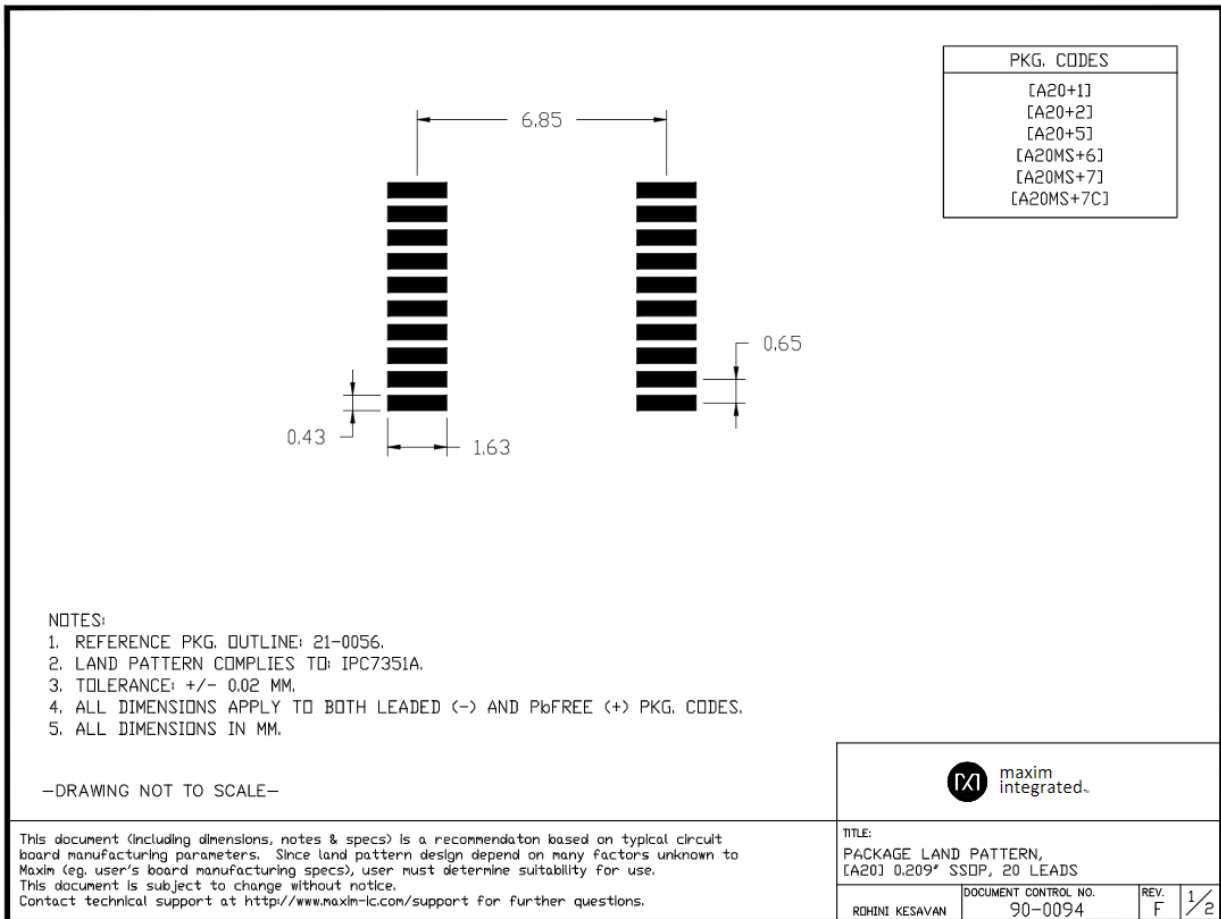 PKG. CODES
[A20+1]
[A20+2]
[A20+5]
[A20MS+6]
[A20MS+7]
[A20MS+7C]
6.85
0.65
0.43
1.63
NOTES:
1. REFERENCE PKG. OUTLINE: 21-0056.
2. LAND PATTERN COMPLIES TO: IPC7351A.
3. TOLERANCE: +/- 0.02 MM.
4. ALL DIMENSIONS APPLY TO BOTH LEADED (-) AND PbFREE (+) PKG. CODES.
5. ALL DIMENSIONS IN MM.
-DRAWING NOT TO SCALE-
maxim
integrated™
This document (including dimensions, notes & specs) is a recommendaton based on typical circuit
board manufacturing parameters. Since land pattern design depend on many factors unknown to
Maxim (eg. user's board manufacturing specs), user must determine suitability for use.
This document is subject to change without notice.
Contact technical support at http://www.maxim-ic.com/support for further questions.
TITLE:
PACKAGE LAND PATTERN,
[A20] 0.209" SSOP, 20 LEADS
ROHINI KESAVAN
DOCUMENT CONTROL NO.
90-0094
REV.
F
1/2